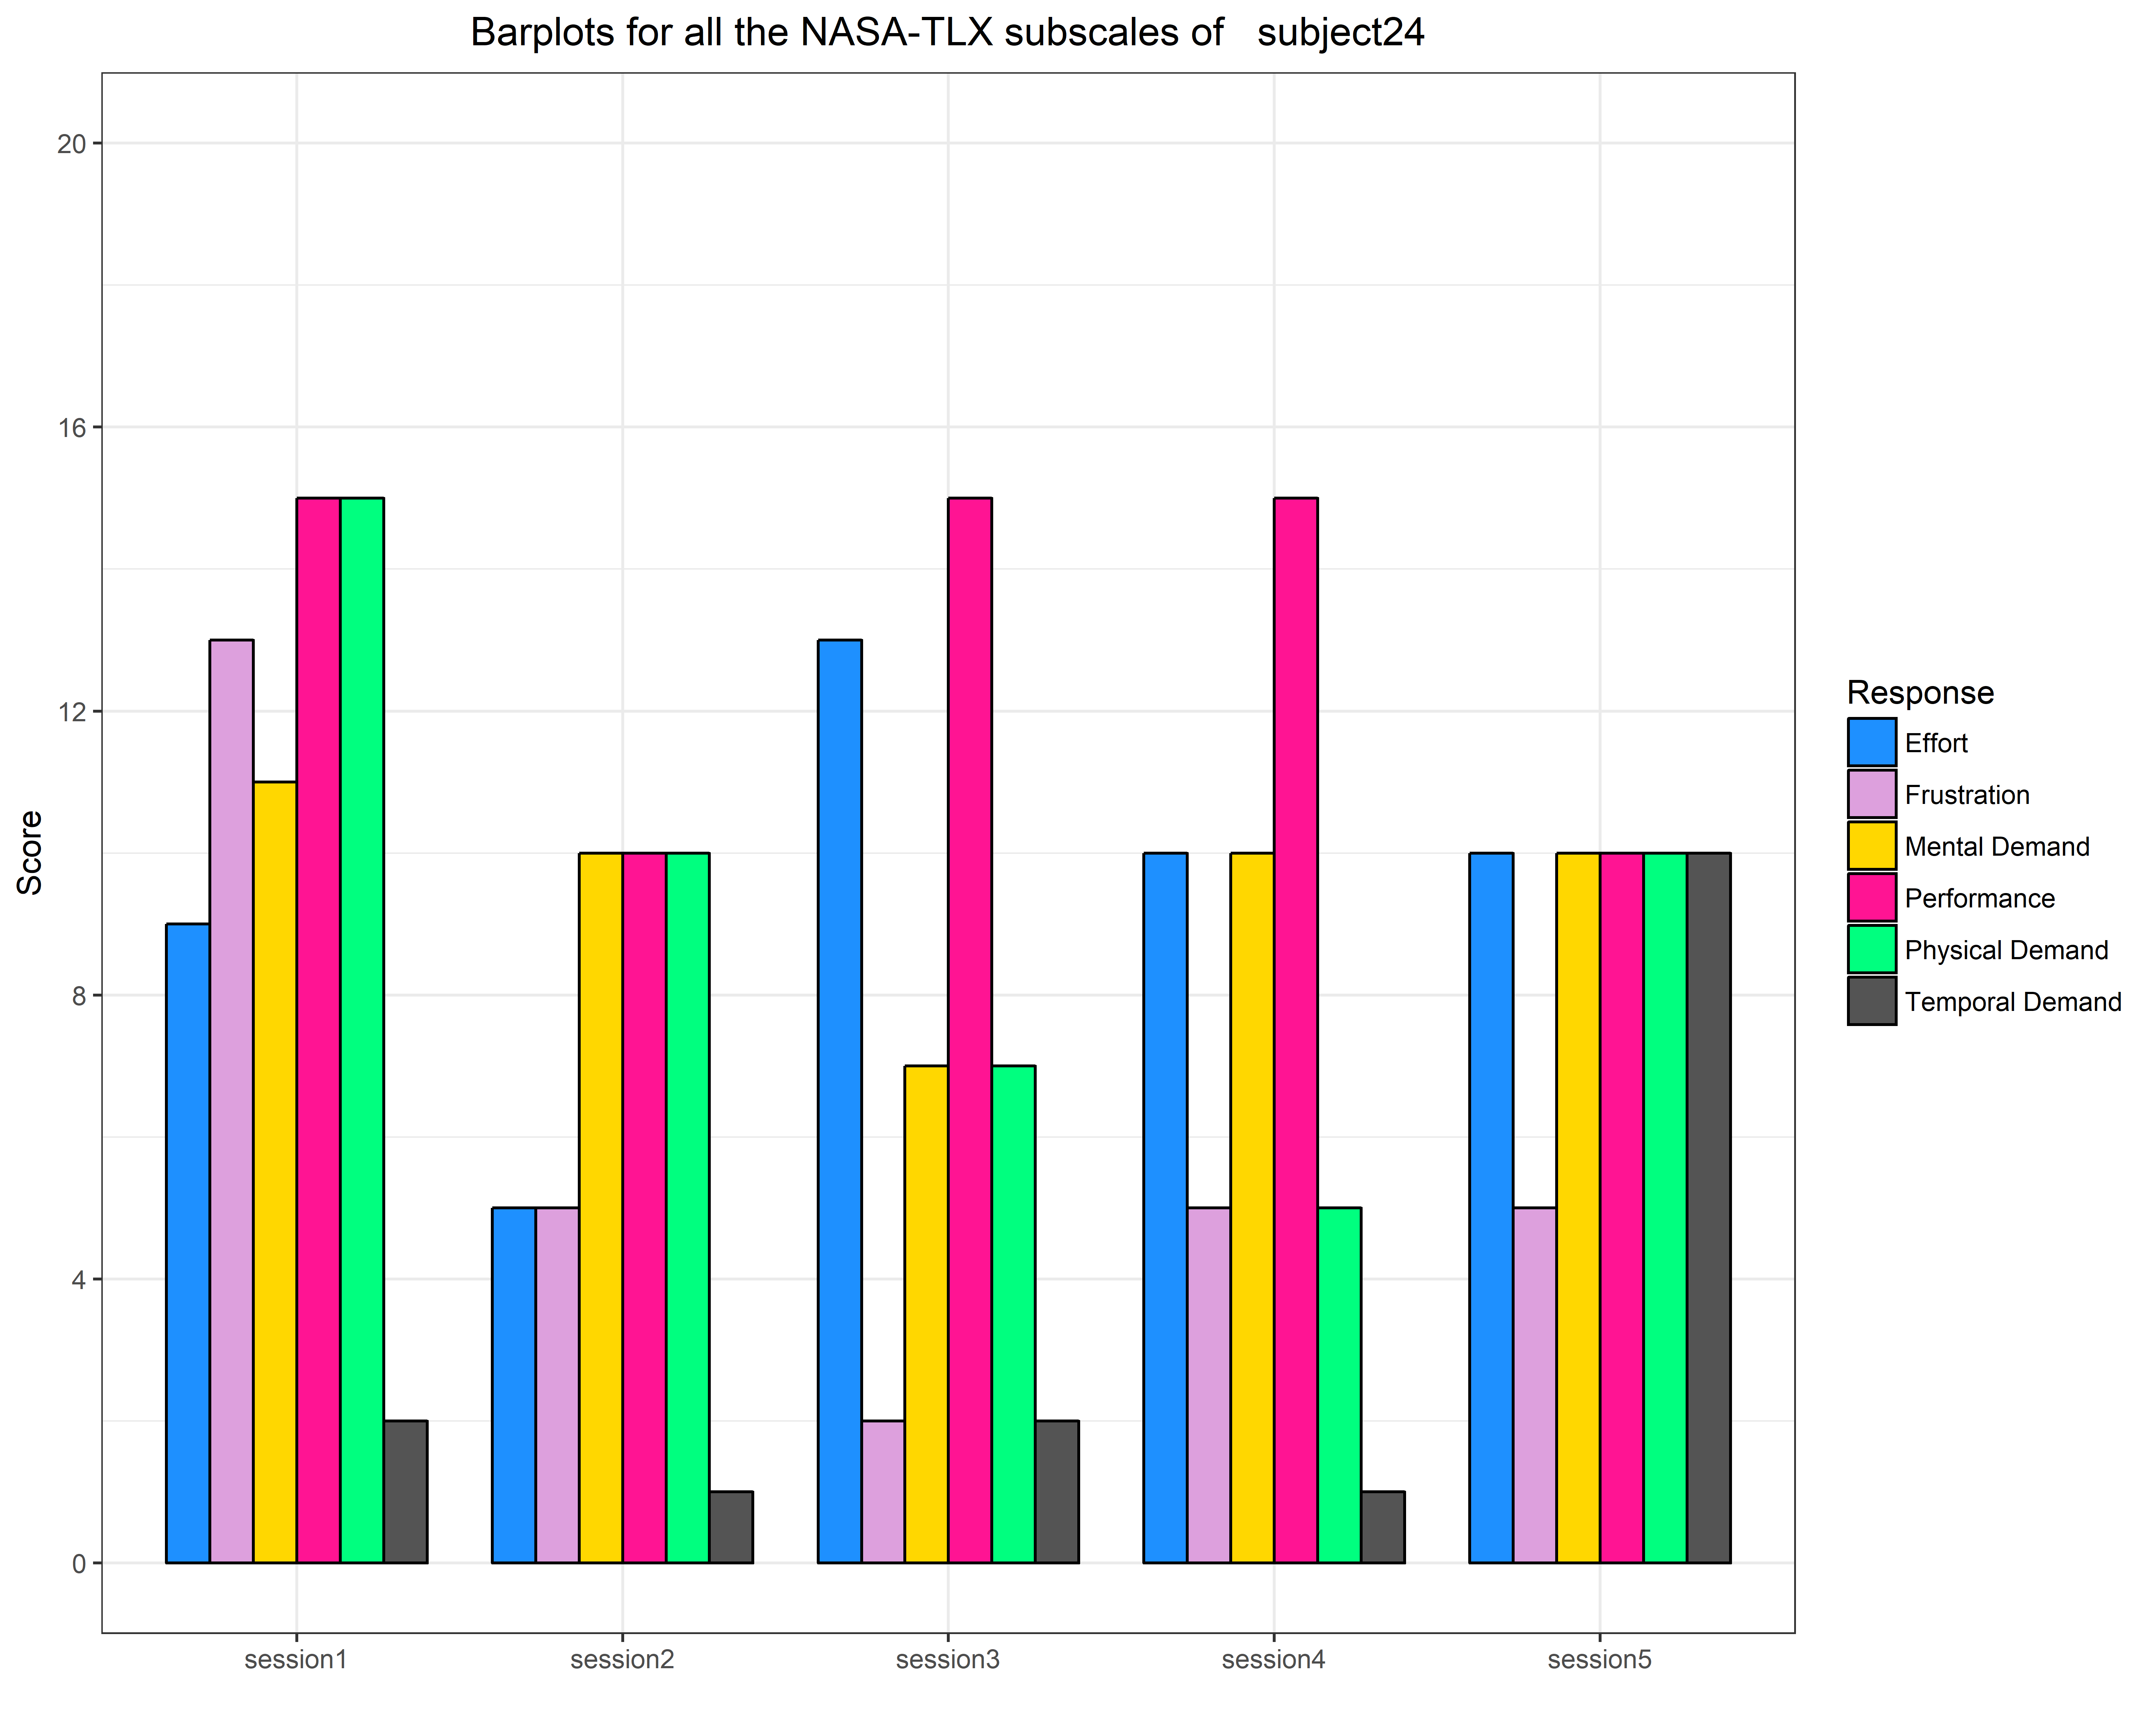 Barplots for all the NASA-TLX subscales of   subject24
20
16
12
8
4
0
Score
session1
session2
session3
session4
session5
Response
Effort
Frustration
Mental Demand
Performance
Physical Demand
Temporal Demand